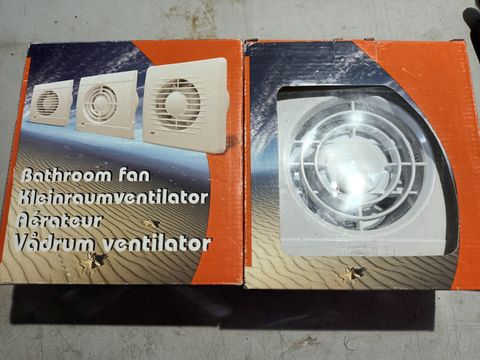 Bathroom fan
Kleinraumventilator
Aérateur
Vådrum ventilator